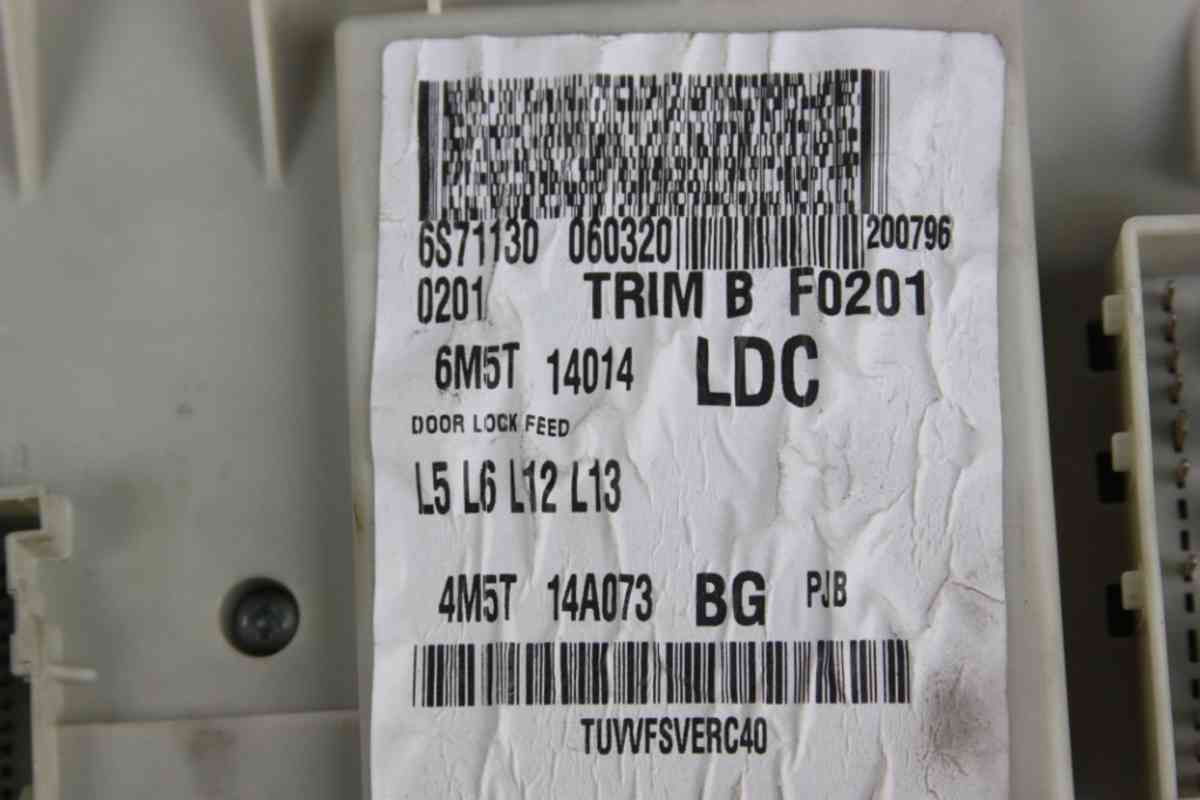 6S71130 060320 200796
0201 TRIM B F0201
6M5T 14014 LDC
DOOR LOCK FEED
L5 L6 L12 L13
4M5T 14A073 BG PJB
TUVVFSVERC40